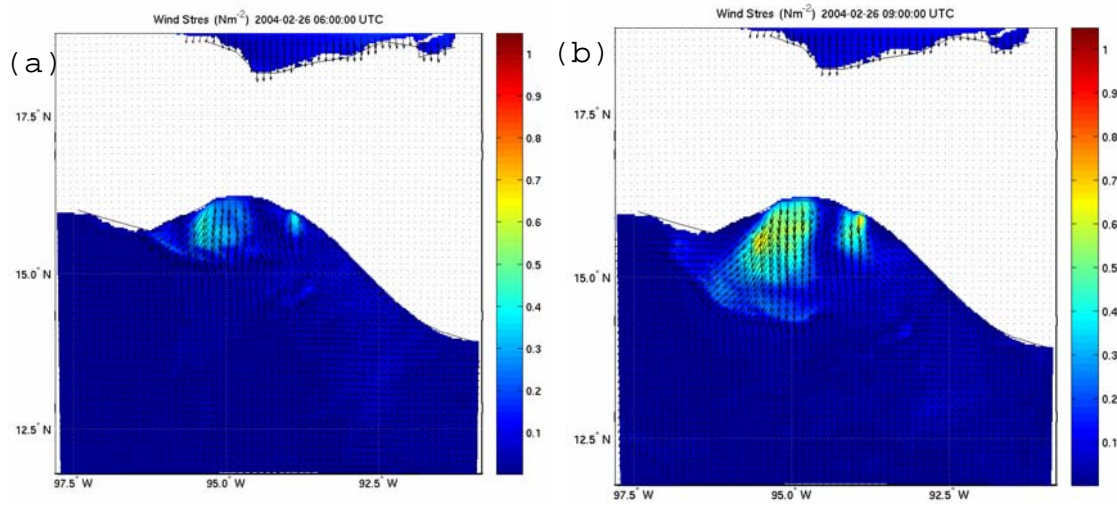 Wind Stres (Nm-2) 2004-02-26 06:00:00 UTC
(a)
17.5° N
15.0° N
12.5° N
97.5° W
95.0° W
92.5° W
1
0.9
0.8
0.7
0.6
0.5
0.4
0.3
0.2
0.1
Wind Stres (Nm-2) 2004-02-26 09:00:00 UTC
(b)
17.5° N
15.0° N
12.5° N
97.5° W
95.0° W
92.5° W
1
0.9
0.8
0.7
0.6
0.5
0.4
0.3
0.2
0.1